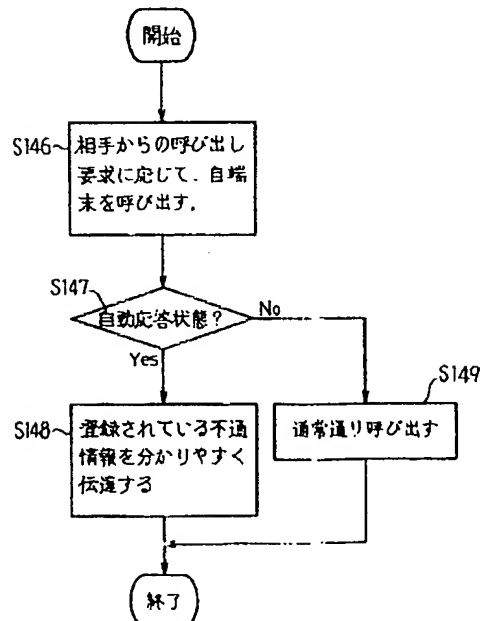 開始
S146
相手からの呼び出し
要求に応じて、自端
末を呼び出す。
S147
自動応答状態?
No
Yes
S148
登録されている不通
情報を分かりやすく
伝達する
S149
通常通り呼び出す
終了